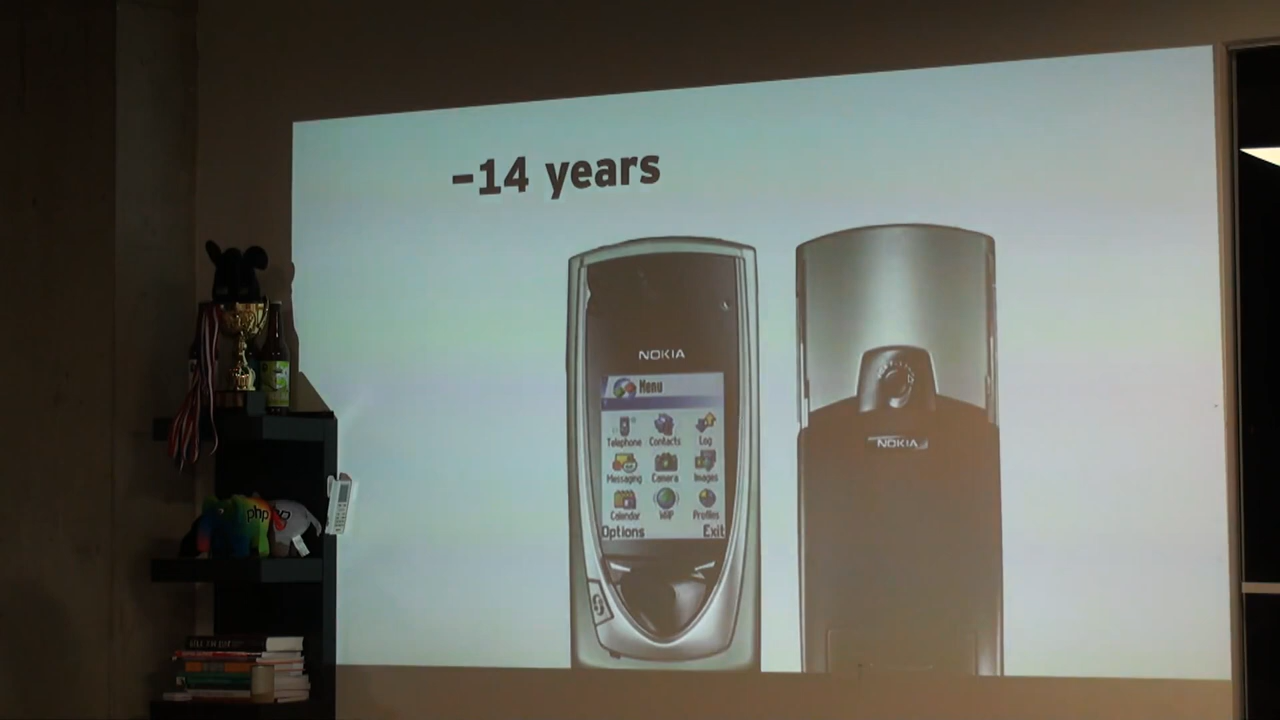 –14 years
NOKIA
Menu
Telephone Contacts Log
Messaging Camera Images
Calendar WAP Profiles
Options Exit
NOKIA
php